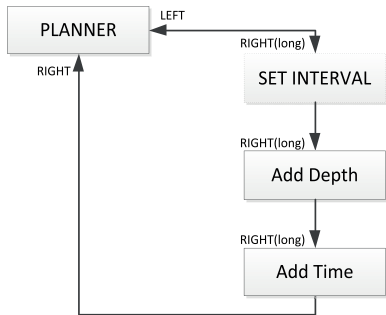 LEFT
PLANNER
RIGHT(long)
RIGHT
SET INTERVAL
RIGHT(long)
Add Depth
RIGHT(long)
Add Time